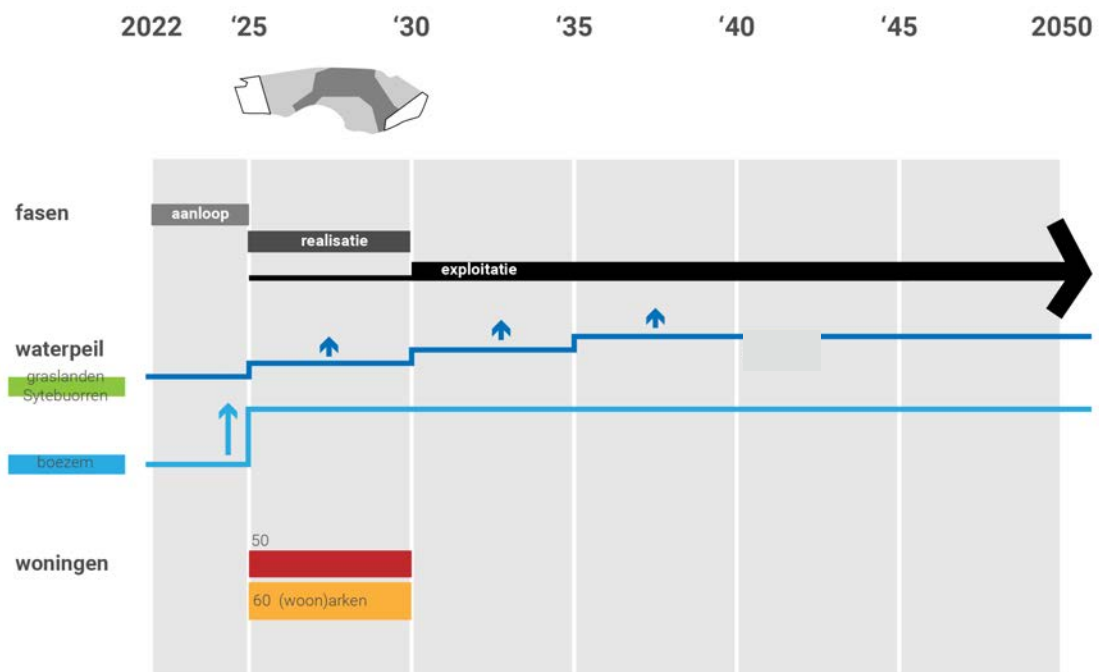 2022 ‘25 ‘30 ‘35 ‘40 ‘45 2050
fasen
aanloop
realisatie
exploitatie
waterpeil
graslanden
Sytebuorren
boezem
50
woningen
60 (woon)arken